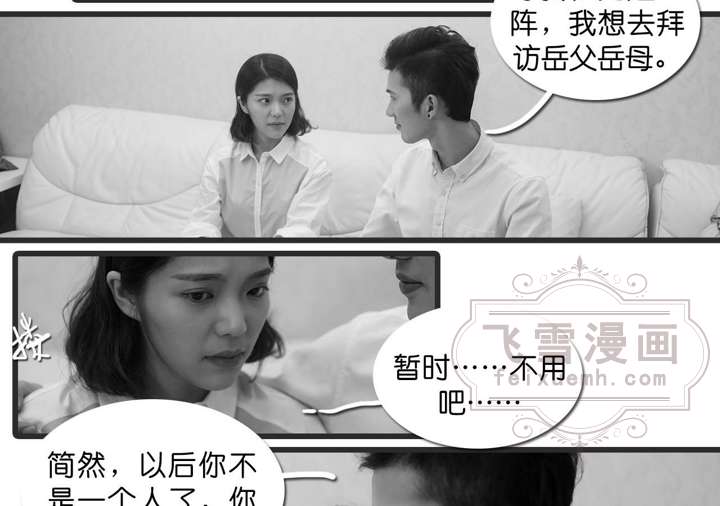 阵，我想去拜
访岳父岳母。
飞雪漫画
feixuemh.com
暂时……不用
吧……
简然，以后你不
是一个人了，你